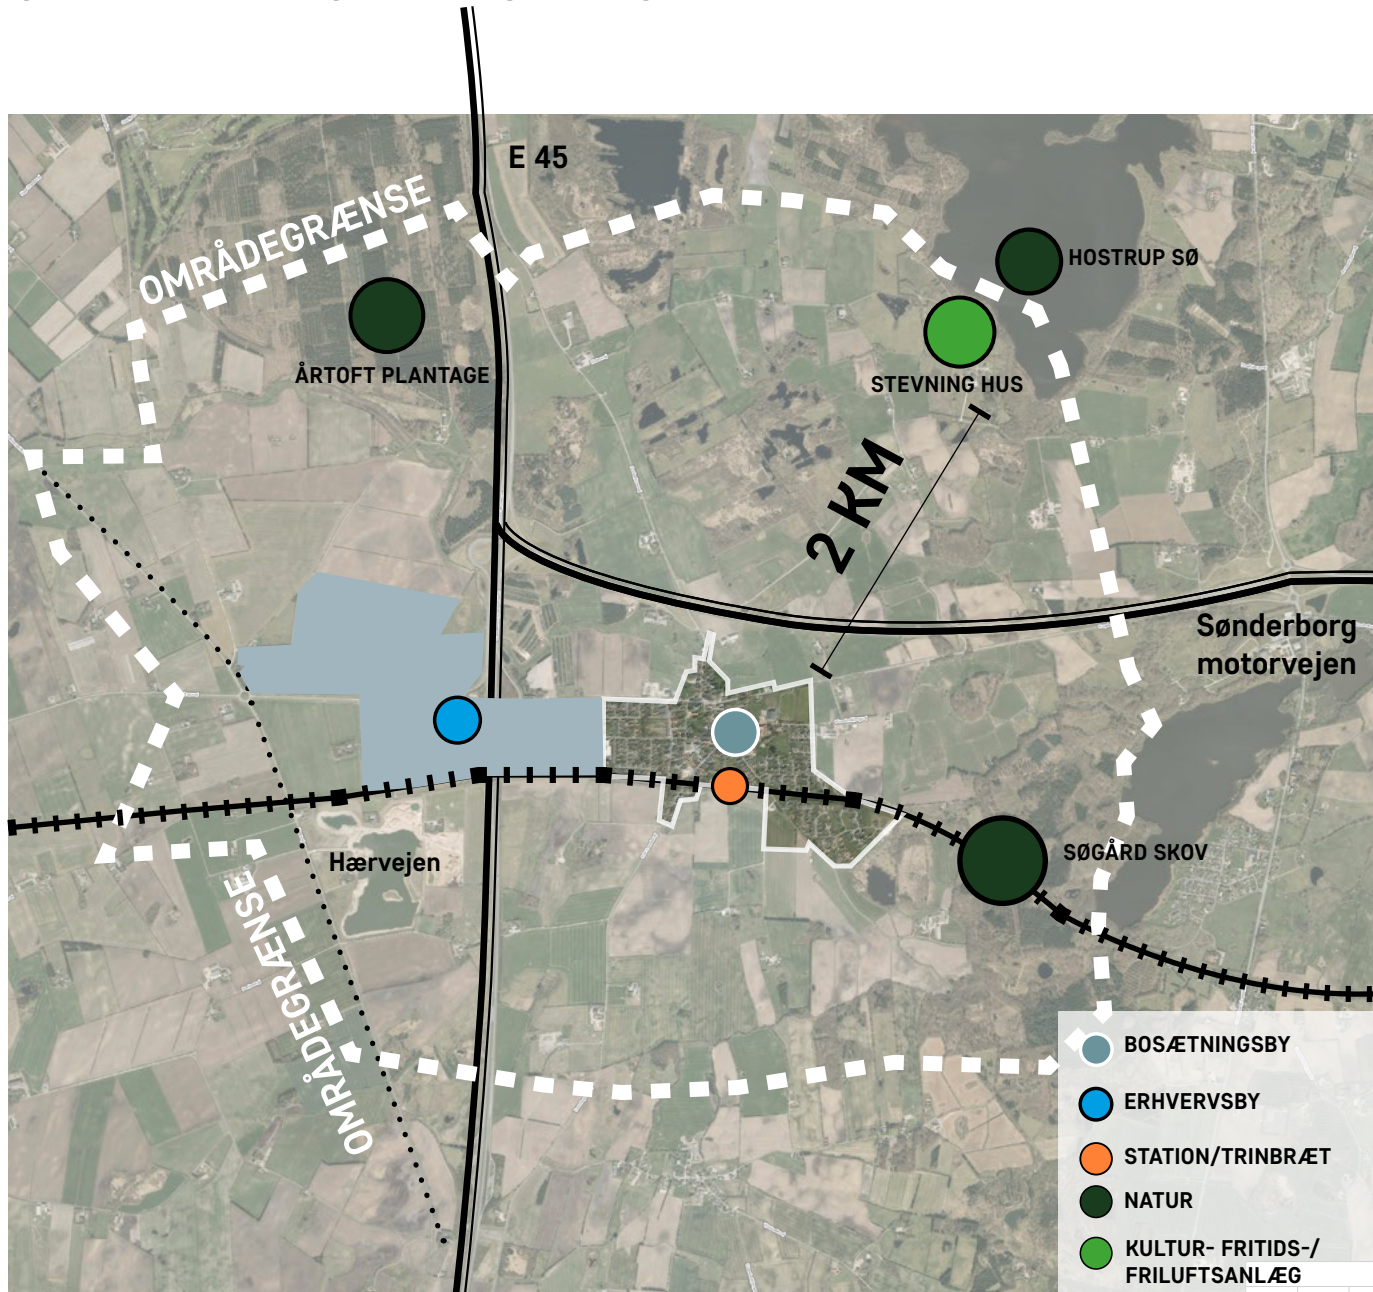 E 45
OMRÅDEGRÆNSE
HOSTRUP SØ
ÅRTOFT PLANTAGE
STEVNING HUS
2 KM
Sønderborg
motorvejen
Hærvejen
SØGÅRD SKOV
OMRÅDEGRÆNSE
BOSÆTNINGSBY
ERHVERVSBY
STATION/TRINBRÆT
NATUR
KULTUR- FRITIDS-/
FRILUFTSANLÆG